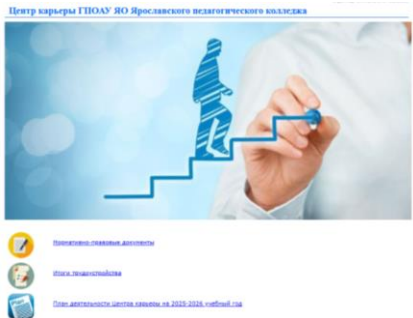 Центр карьеры ГПОАУ ЯО Ярославского педагогического колледжа
Нормативно-правовые документы
Итоги трудоустройства
План деятельности Центра карьеры на 2025-2026 учебный год